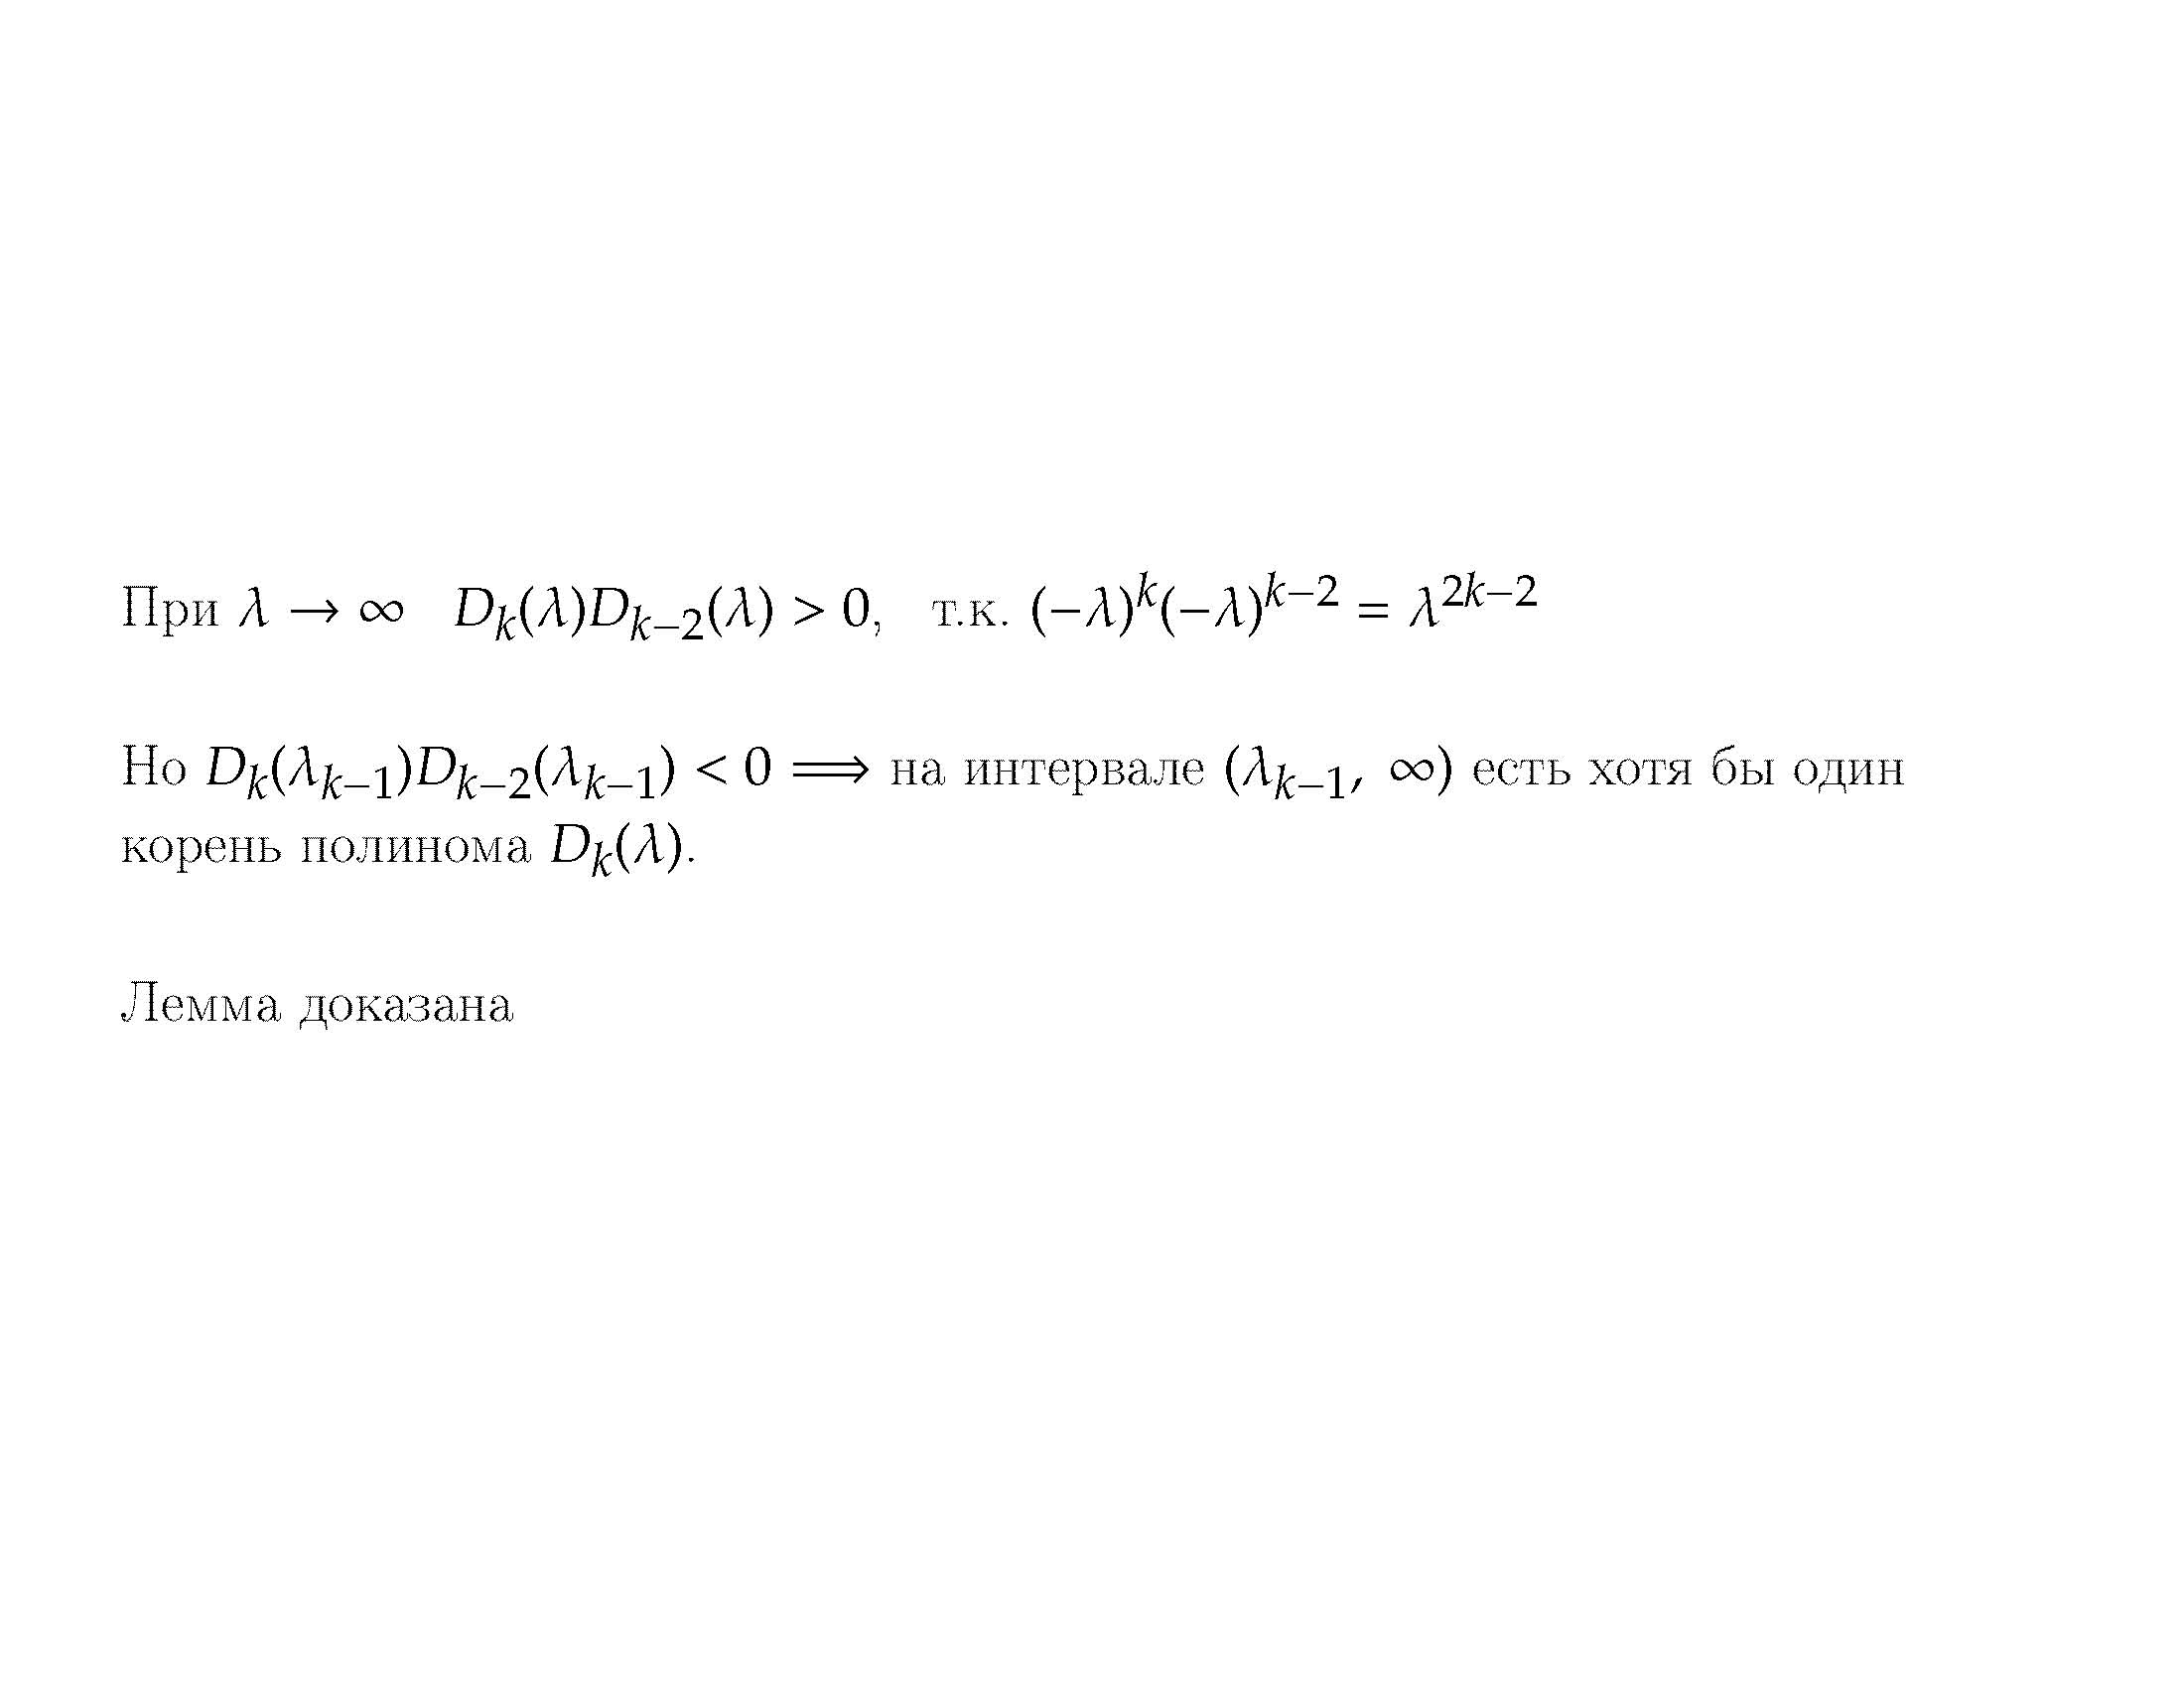 При λ → ∞ D_k(λ)D_{k−2}(λ) > 0, т.к. (−λ)^k(−λ)^{k−2} = λ^{2k−2}
Но D_k(λ_{k−1})D_{k−2}(λ_{k−1}) < 0 ⟹ на интервале (λ_{k−1}, ∞) есть хотя бы один
корень полинома D_k(λ).
Лемма доказана